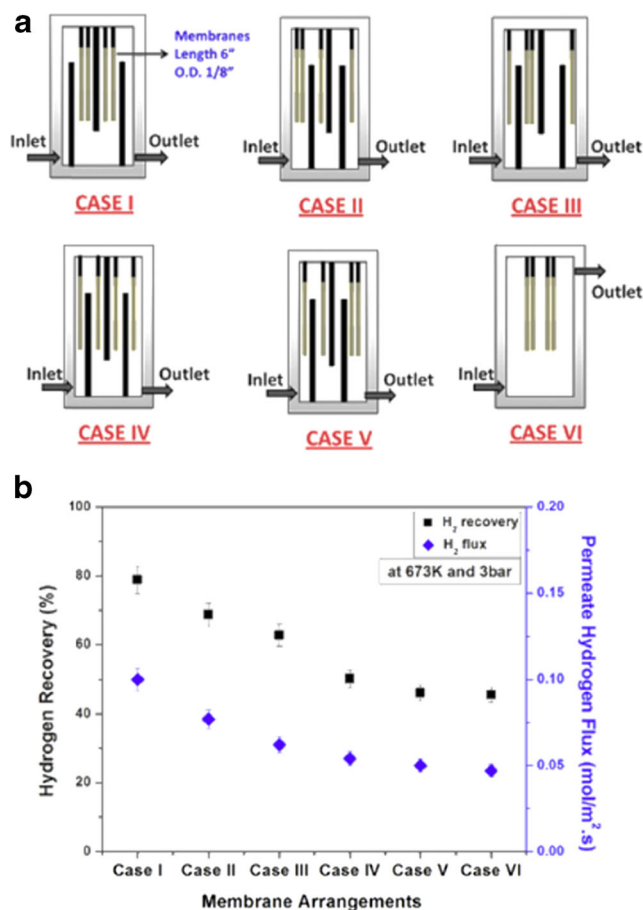 a
Membranes
Length 6"
O.D. 1/8"
Inlet
Outlet
CASE I
Inlet
Outlet
CASE II
Inlet
Outlet
CASE III
Inlet
Outlet
CASE IV
Inlet
Outlet
CASE V
Inlet
Outlet
CASE VI
b
Hydrogen Recovery (%)
100
80
60
40
20
0
H2 recovery
H2 flux
at 673K and 3bar
0.20
0.15
0.10
0.05
0.00
Permeate Hydrogen Flux (mol/m².s)
Case I
Case II
Case III
Case IV
Case V
Case VI
Membrane Arrangements